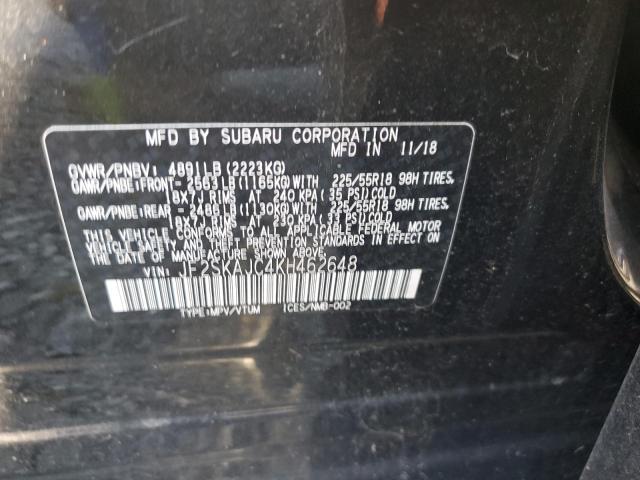 MFD BY SUBARU CORPORATION
MFD IN 11/18
GVWR/PNBV: 4891LB (2223KG)
GAWR/PNBE:FRONT- 2563LB (1165KG) WITH 225/55R18 98H TIRES,
18X7J RIMS AT 240 KPA (35 PSI) COLD
GAWR/PNBE:REAR- 2486LB (1130KG) WITH 225/55R18 98H TIRES,
18X7J RIMS AT 230 KPA (33 PSI) COLD
THIS VEHICLE CONFORMS TO ALL APPLICABLE FEDERAL MOTOR
VEHICLE SAFETY, BUMPER, AND THEFT PREVENTION STANDARDS IN EFFECT ON
THE DATE OF MANUFACTURE SHOWN ABOVE.
VIN: JF2SKAJC4KH462648
TYPE:MPV/VTUM ICES/NMB-002